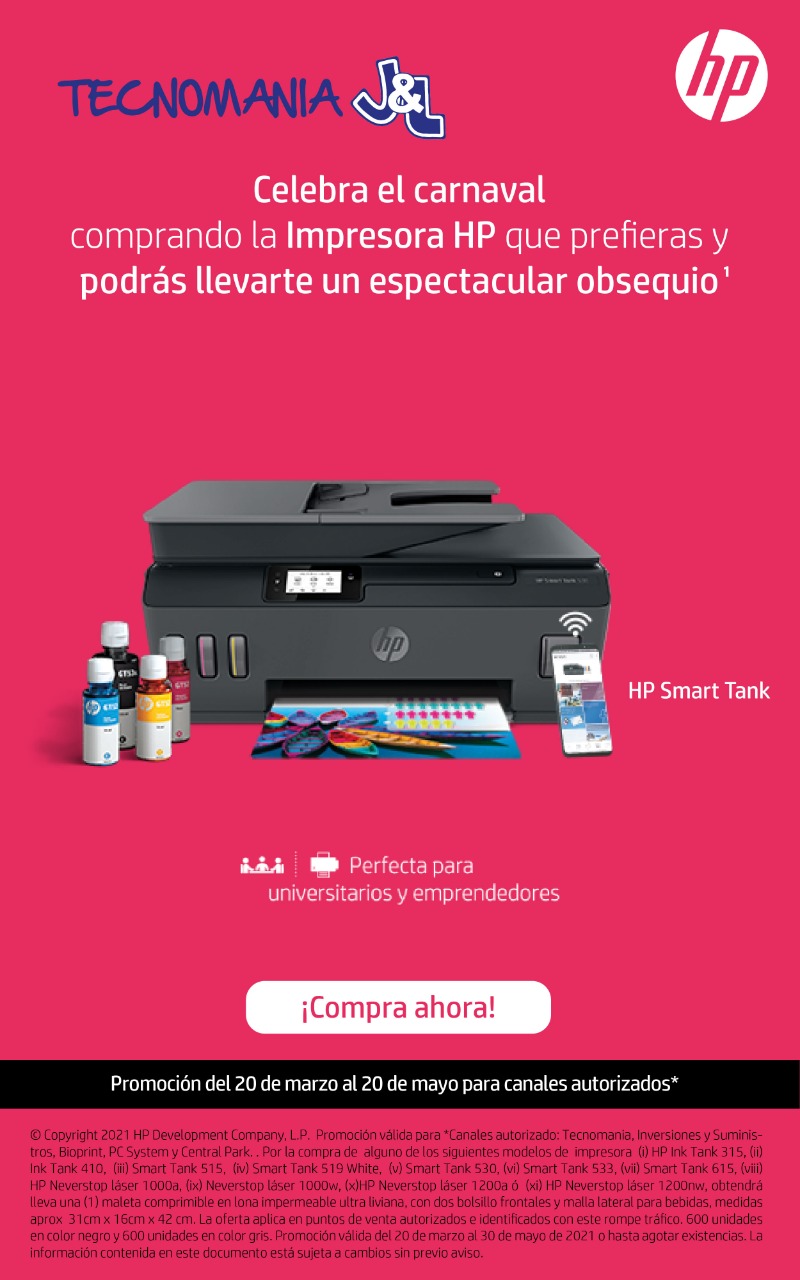 TECNOMANIA J&L
hp
Celebra el carnaval
comprando la Impresora HP que prefieras y
podrás llevarte un espectacular obsequio¹
hp
HP Smart Tank
Perfecta para
universitarios y emprendedores
¡Compra ahora!
Promoción del 20 de marzo al 20 de mayo para canales autorizados*
© Copyright 2021 HP Development Company, L.P. Promoción válida para *Canales autorizado: Tecnomania, Inversiones y Suminis-
tros, Bioprint, PC System y Central Park. . Por la compra de alguno de los siguientes modelos de impresora (i) HP Ink Tank 315, (ii)
Ink Tank 410, (iii) Smart Tank 515, (iv) Smart Tank 519 White, (v) Smart Tank 530, (vi) Smart Tank 533, (vii) Smart Tank 615, (viii)
HP Neverstop láser 1000a, (ix) Neverstop láser 1000w, (x)HP Neverstop láser 1200a ó (xi) HP Neverstop láser 1200nw, obtendrá
lleva una (1) maleta comprimible en lona impermeable ultra liviana, con dos bolsillo frontales y malla lateral para bebidas, medidas
aprox 31cm x 16cm x 42 cm. La oferta aplica en puntos de venta autorizados e identificados con este rompe tráfico. 600 unidades
en color negro y 600 unidades en color gris. Promoción válida del 20 de marzo al 30 de mayo de 2021 o hasta agotar existencias. La
información contenida en este documento está sujeta a cambios sin previo aviso.